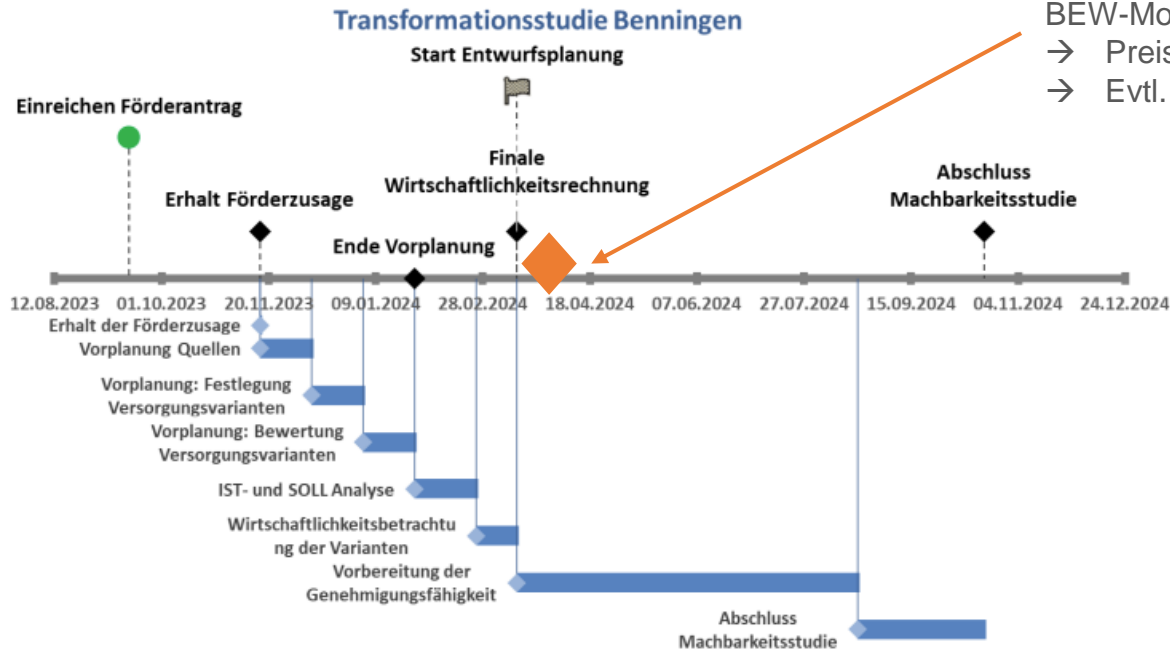 Transformationsstudie Benningen
BEW-Mo
→ Preis
→ Evtl.
Start Entwurfsplanung
Einreichen Förderantrag
Finale
Wirtschaftlichkeitsrechnung
Abschluss
Machbarkeitsstudie
Erhalt Förderzusage
Ende Vorplanung
12.08.2023 01.10.2023 20.11.2023 09.01.2024 28.02.2024 18.04.2024 07.06.2024 27.07.2024 15.09.2024 04.11.2024 24.12.2024
Erhalt der Förderzusage
Vorplanung Quellen
Vorplanung: Festlegung
Versorgungsvarianten
Vorplanung: Bewertung
Versorgungsvarianten
IST- und SOLL Analyse
Wirtschaftlichkeitsbetrachtu
ng der Varianten
Vorbereitung der
Genehmigungsfähigkeit
Abschluss
Machbarkeitsstudie